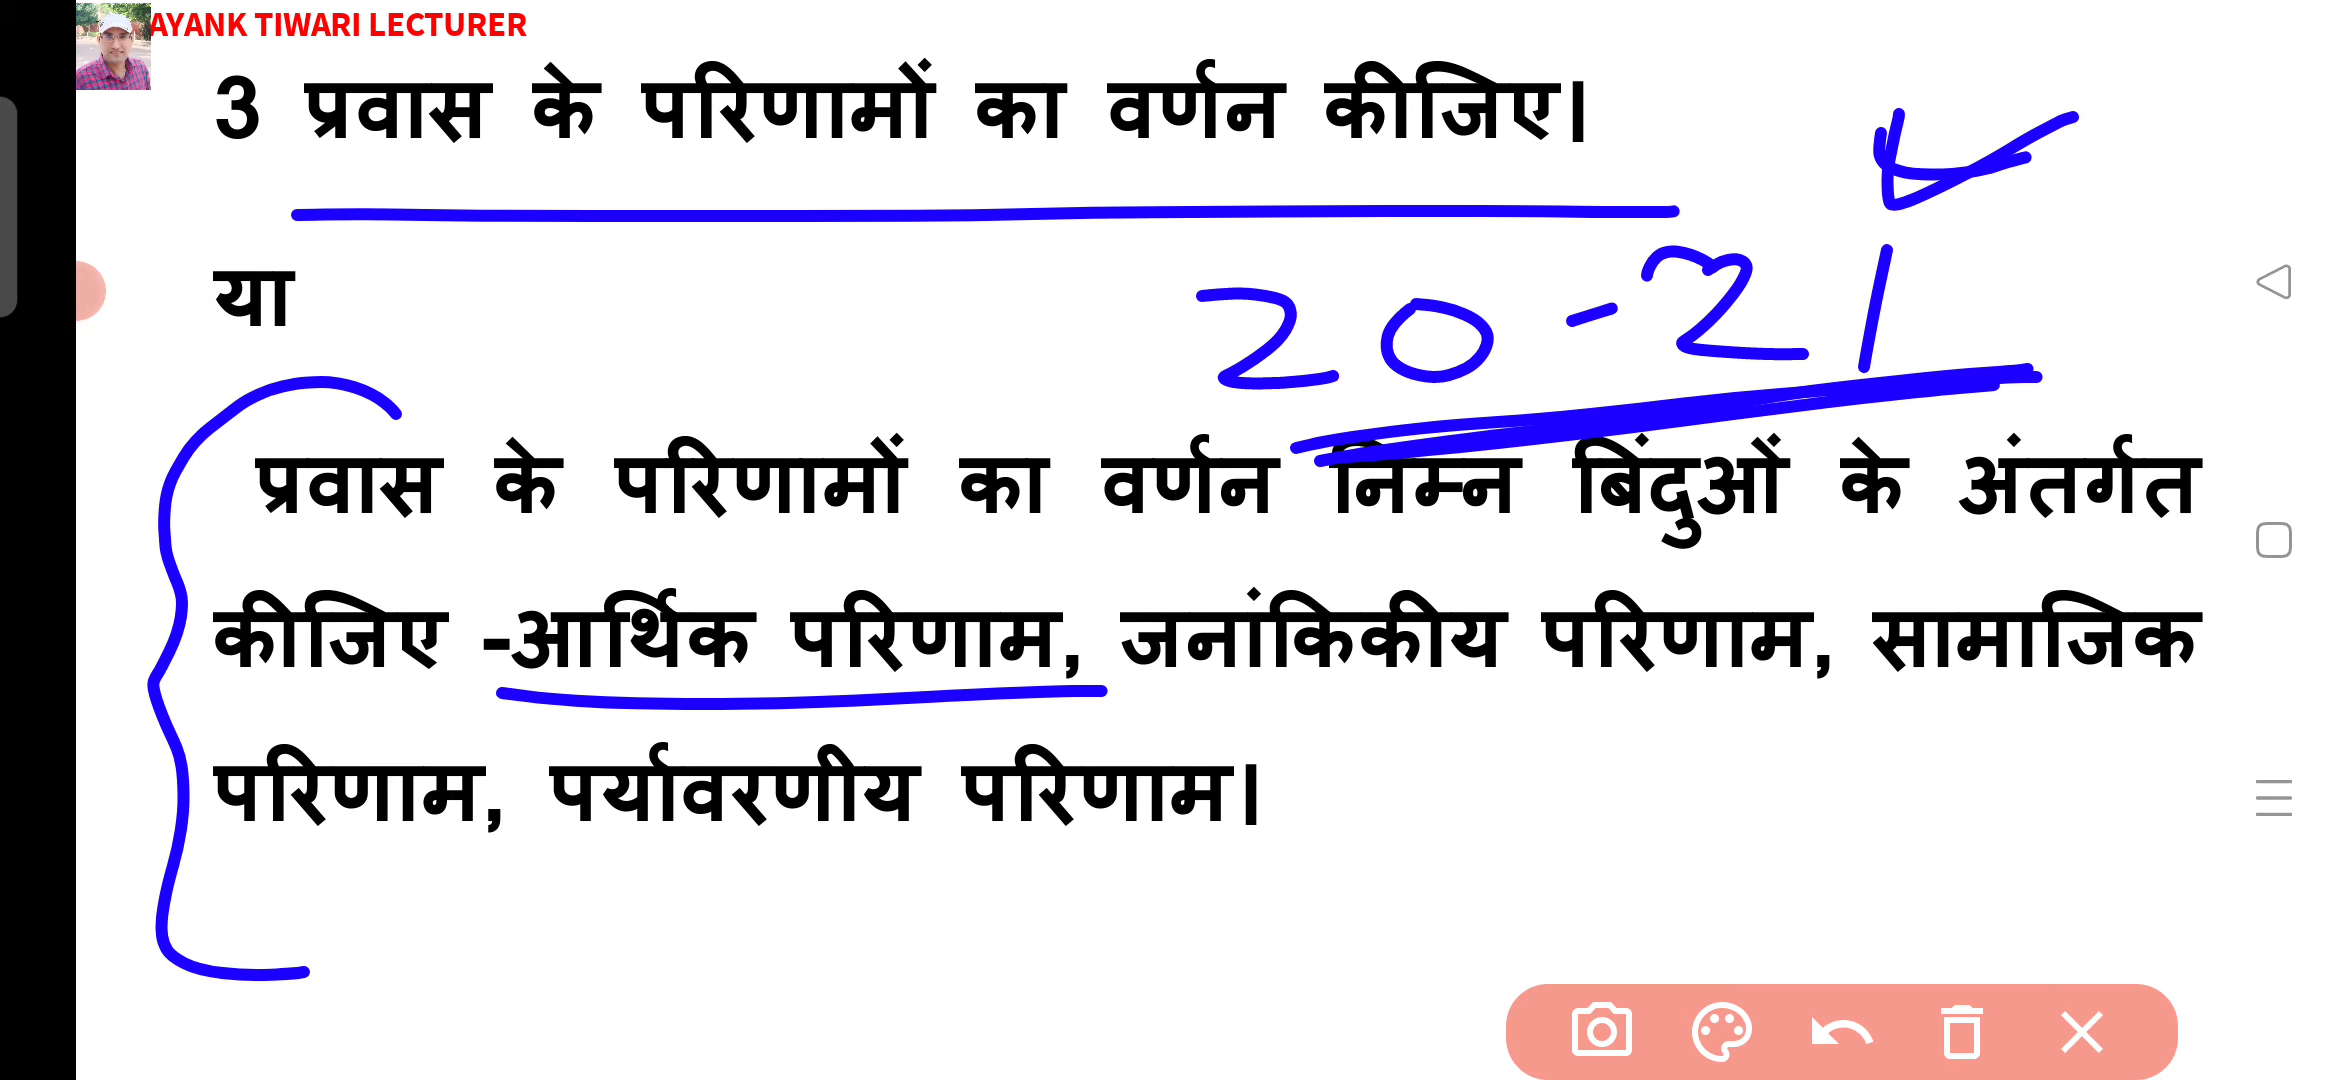 AYANK TIWARI LECTURER
3 प्रवास के परिणामों का वर्णन कीजिए।
या
20-21
प्रवास के परिणामों का वर्णन निम्न बिंदुओं के अंतर्गत
कीजिए -आर्थिक परिणाम, जनांकिकीय परिणाम, सामाजिक
परिणाम, पर्यावरणीय परिणाम।